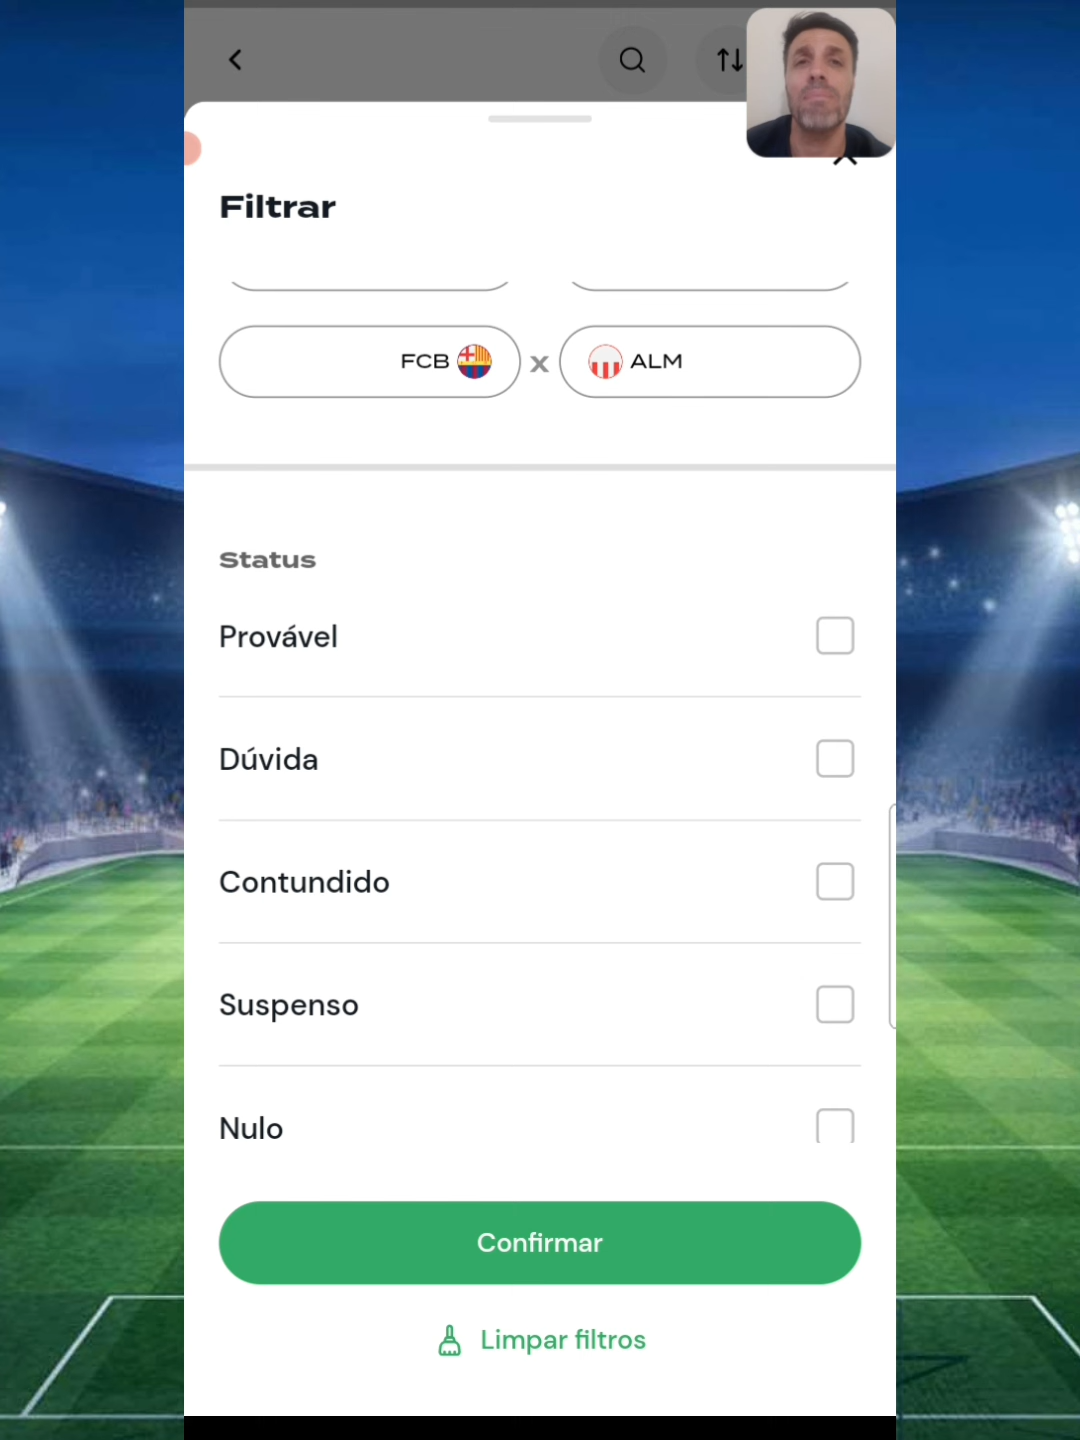 Filtrar
FCB x ALM
Status
Provável
Dúvida
Contundido
Suspenso
Nulo
Confirmar
Limpar filtros